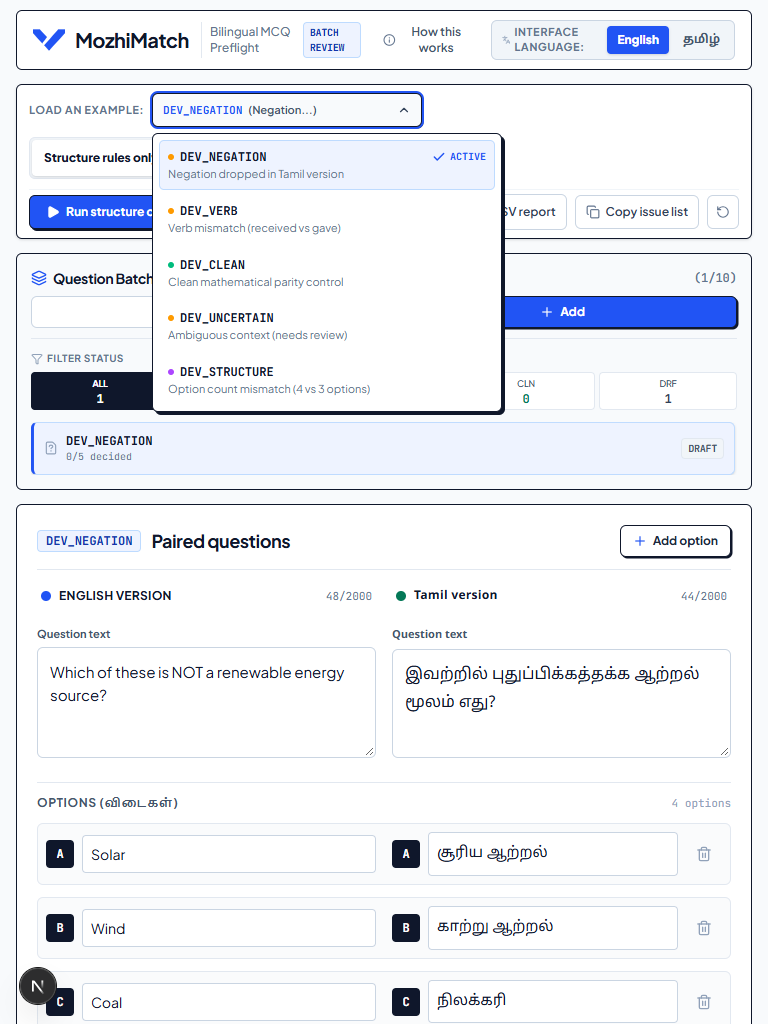 MozhiMatch
Bilingual MCQ
Preflight
BATCH
REVIEW
How this
works
INTERFACE
LANGUAGE:
English
தமிழ்
LOAD AN EXAMPLE:
DEV_NEGATION (Negation...)
Structure rules onl
DEV_NEGATION
ACTIVE
Negation dropped in Tamil version
DEV_VERB
Verb mismatch (received vs gave)
DEV_CLEAN
Clean mathematical parity control
DEV_UNCERTAIN
Ambiguous context (needs review)
DEV_STRUCTURE
Option count mismatch (4 vs 3 options)
Run structure c
SV report
Copy issue list
Question Batch
(1/10)
Add
FILTER STATUS
ALL
1
CLN
0
DRF
1
DEV_NEGATION
0/5 decided
DRAFT
DEV_NEGATION
Paired questions
Add option
ENGLISH VERSION
48/2000
Tamil version
44/2000
Question text
Question text
Which of these is NOT a renewable energy
source?
இவற்றில் புதுப்பிக்கத்தக்க ஆற்றல்
மூலம் எது?
OPTIONS (விடைகள்)
4 options
A
Solar
A
சூரிய ஆற்றல்
B
Wind
B
காற்று ஆற்றல்
N
C
Coal
C
நிலக்கரி